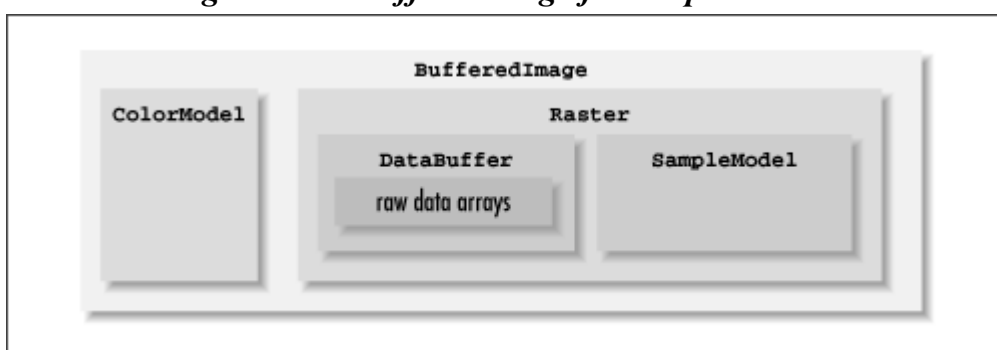 BufferedImage
ColorModel
Raster
DataBuffer
SampleModel
raw data arrays